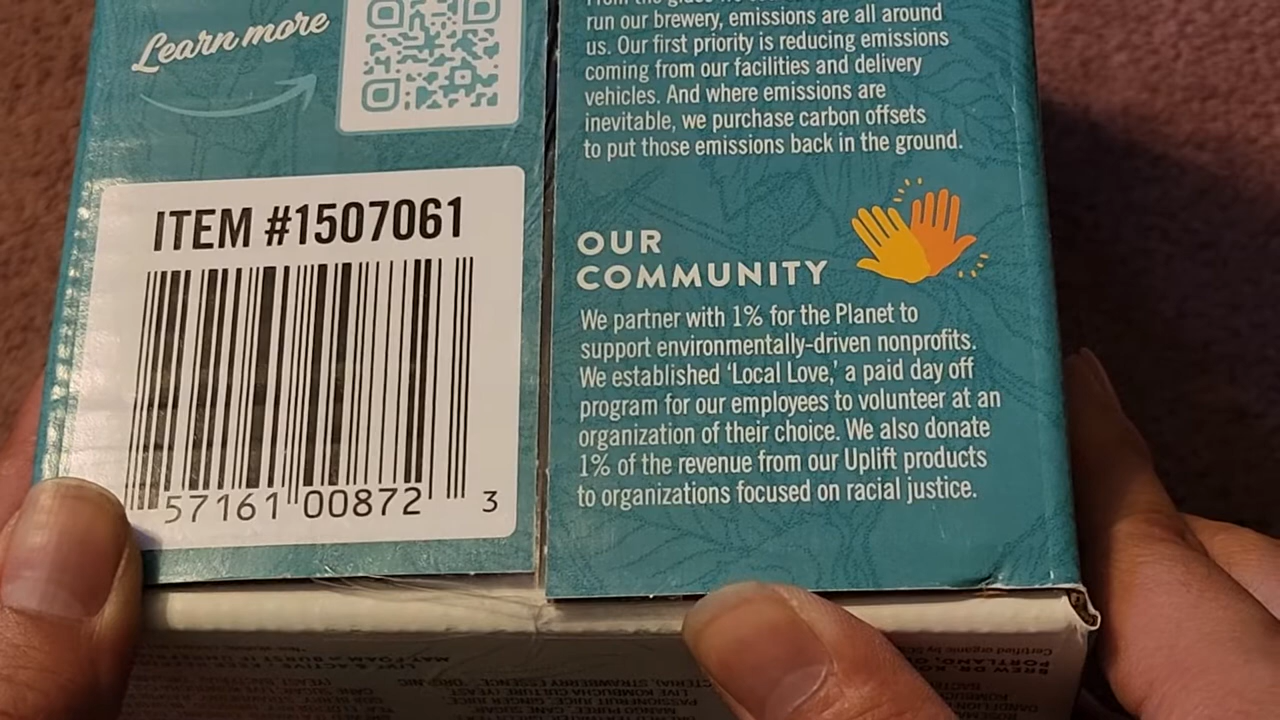 Learn more
ITEM #1507061
57161 00872 3
run our brewery, emissions are all around
us. Our first priority is reducing emissions
coming from our facilities and delivery
vehicles. And where emissions are
inevitable, we purchase carbon offsets
to put those emissions back in the ground.
OUR
COMMUNITY
We partner with 1% for the Planet to
support environmentally-driven nonprofits.
We established ‘Local Love,’ a paid day off
program for our employees to volunteer at an
organization of their choice. We also donate
1% of the revenue from our Uplift products
to organizations focused on racial justice.